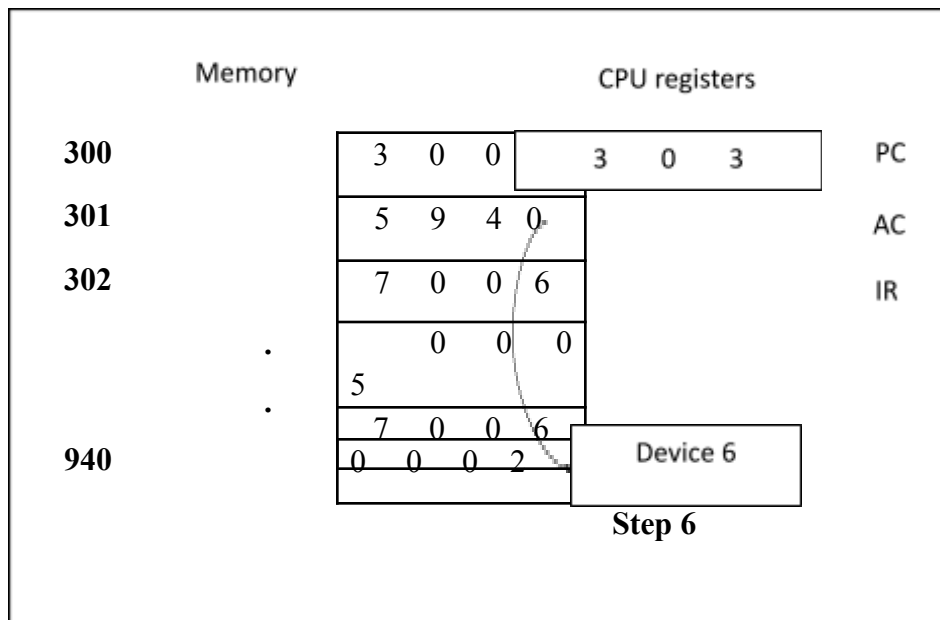 Memory CPU registers
300 3 0 0 3 0 3 PC
301 5 9 4 0 AC
302 7 0 0 6 IR
. 0 0 0
5
.
7 0 0 6
940 0 0 0 2 Device 6
Step 6